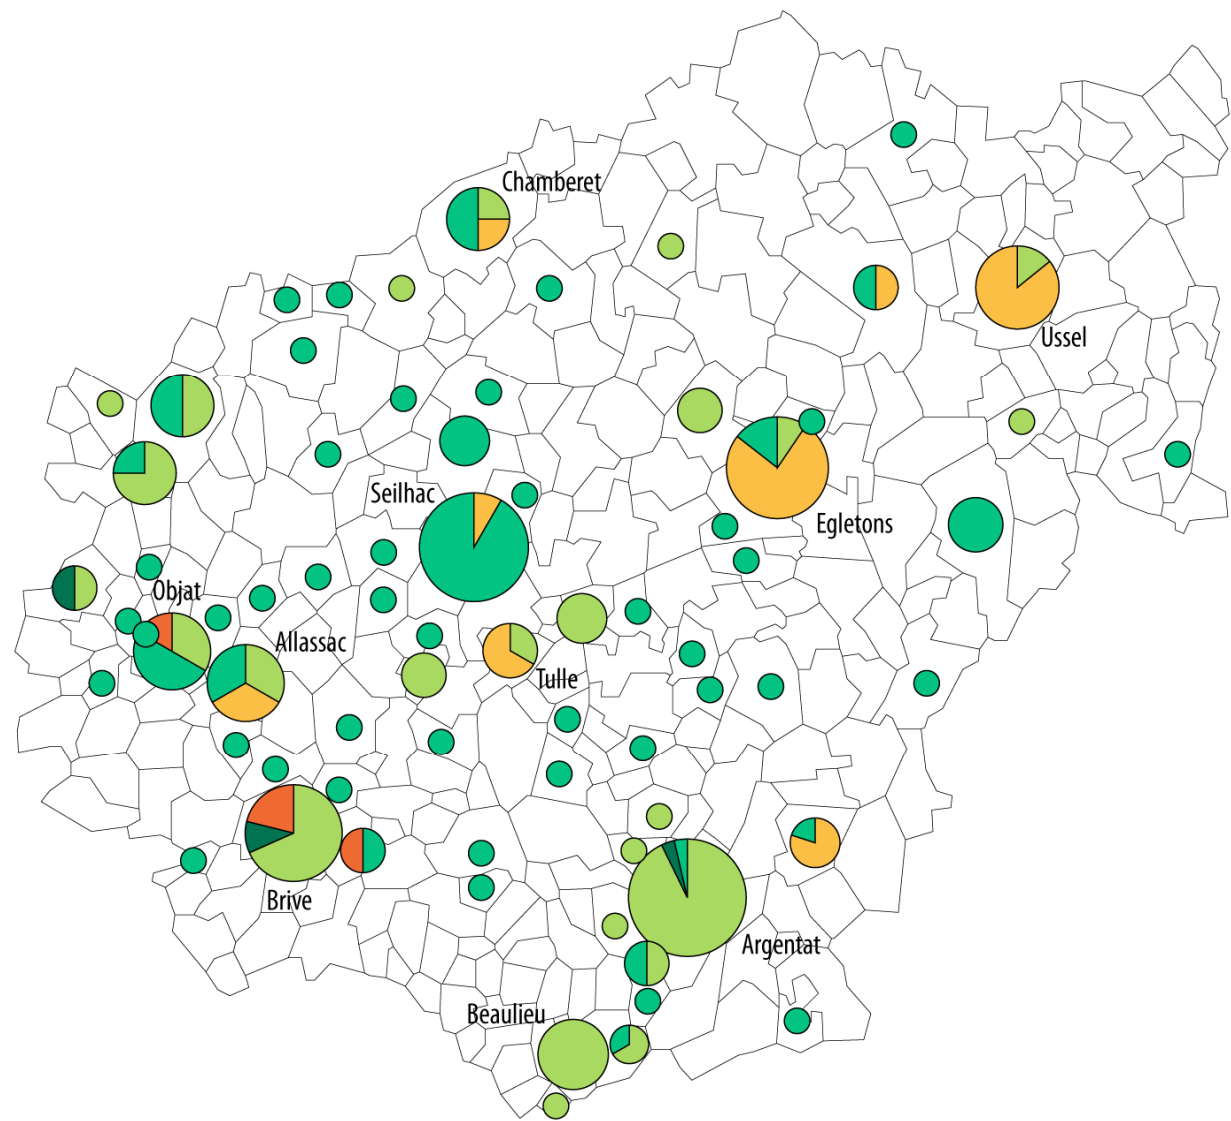 Chamberet
Ussel
Seilhac
Egletons
Objat
Allassac
Tulle
Brive
Argentat
Beaulieu